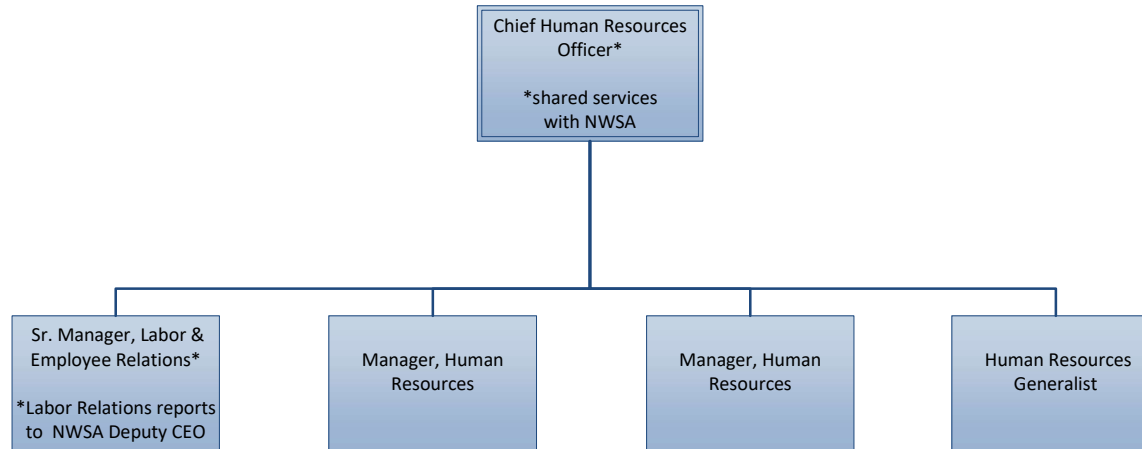 Chief Human Resources
Officer*
*shared services
with NWSA
Sr. Manager, Labor &
Employee Relations*
*Labor Relations reports
to NWSA Deputy CEO
Manager, Human
Resources
Manager, Human
Resources
Human Resources
Generalist